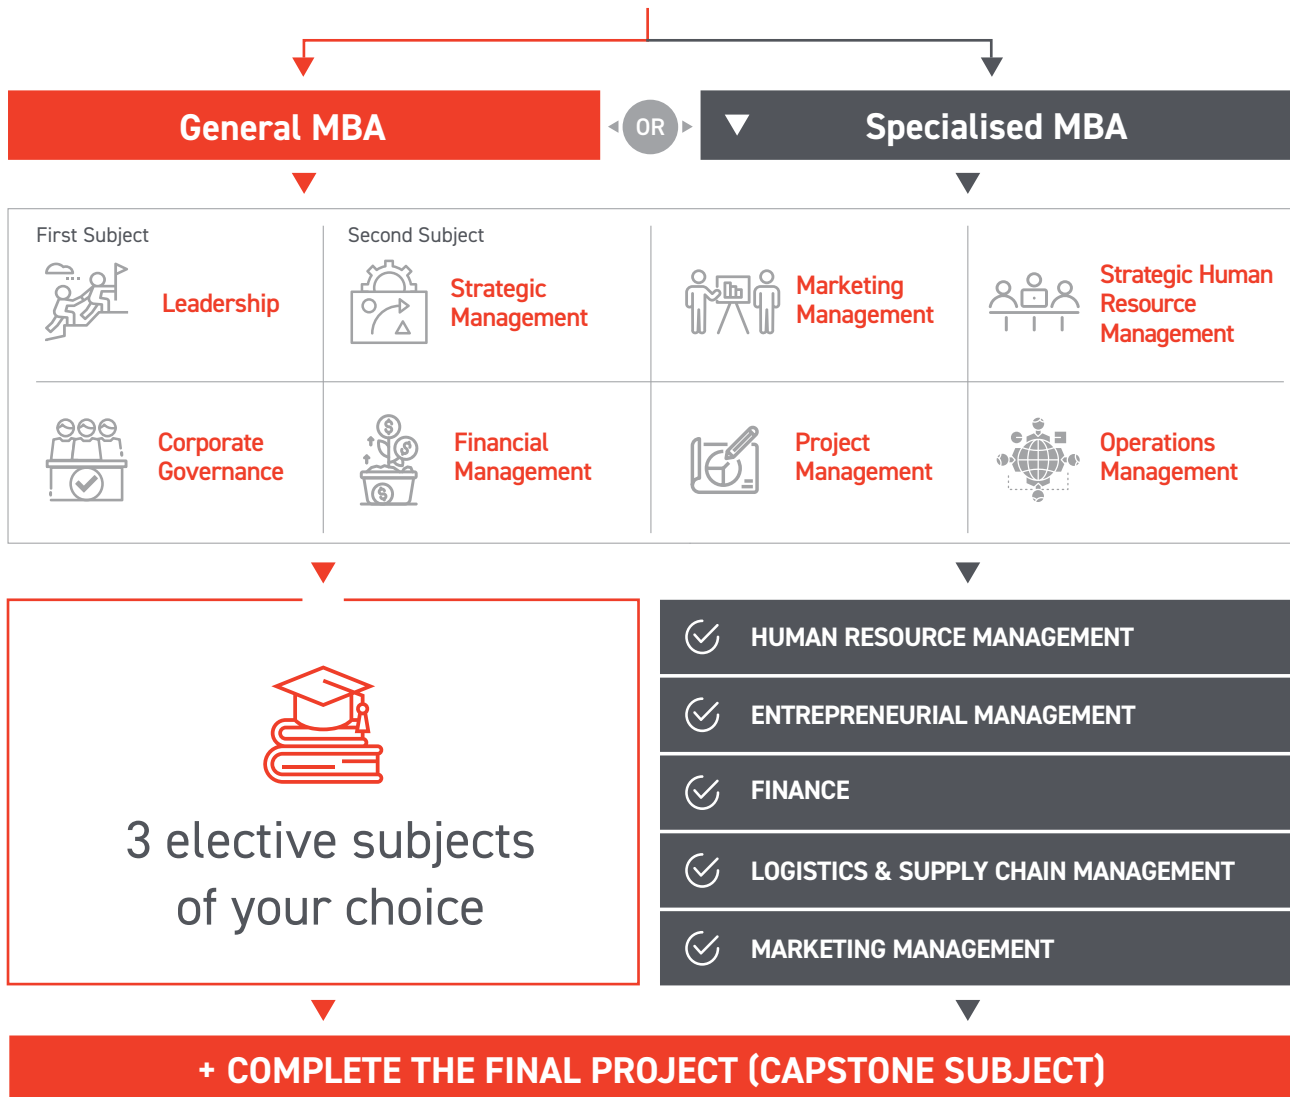 General MBA
OR
Specialised MBA
First Subject
Leadership
Second Subject
Strategic
Management
Marketing
Management
Strategic Human
Resource
Management
Corporate
Governance
Financial
Management
Project
Management
Operations
Management
3 elective subjects
of your choice
HUMAN RESOURCE MANAGEMENT
ENTREPRENEURIAL MANAGEMENT
FINANCE
LOGISTICS & SUPPLY CHAIN MANAGEMENT
MARKETING MANAGEMENT
+ COMPLETE THE FINAL PROJECT (CAPSTONE SUBJECT)